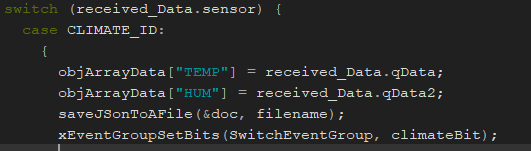 switch (received_Data.sensor) {
case CLIMATE_ID:
{
objArrayData["TEMP"] = received_Data.qData;
objArrayData["HUM"] = received_Data.qData2;
saveJSonToAFile(&doc, filename);
xEventGroupSetBits(SwitchEventGroup, climateBit);